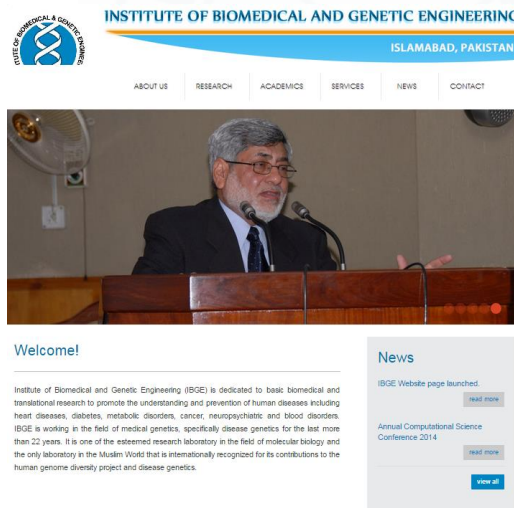 INSTITUTE OF BIOMEDICAL AND GENETIC ENGINEERING
ISLAMABAD, PAKISTAN
ABOUT US
RESEARCH
ACADEMICS
SERVICES
NEWS
CONTACT
Welcome!
Institute of Biomedical and Genetic Engineering (IBGE) is dedicated to basic biomedical and
translational research to promote the understanding and prevention of human diseases including
heart diseases, diabetes, metabolic disorders, cancer, neuropsychiatric and blood disorders.
IBGE is working in the field of medical genetics, specifically disease genetics for the last more
than 22 years. It is one of the esteemed research laboratory in the field of molecular biology and
the only laboratory in the Muslim World that is internationally recognized for its contributions to the
human genome diversity project and disease genetics.
News
IBGE Website page launched.
read more
Annual Computational Science
Conference 2014
read more
view all